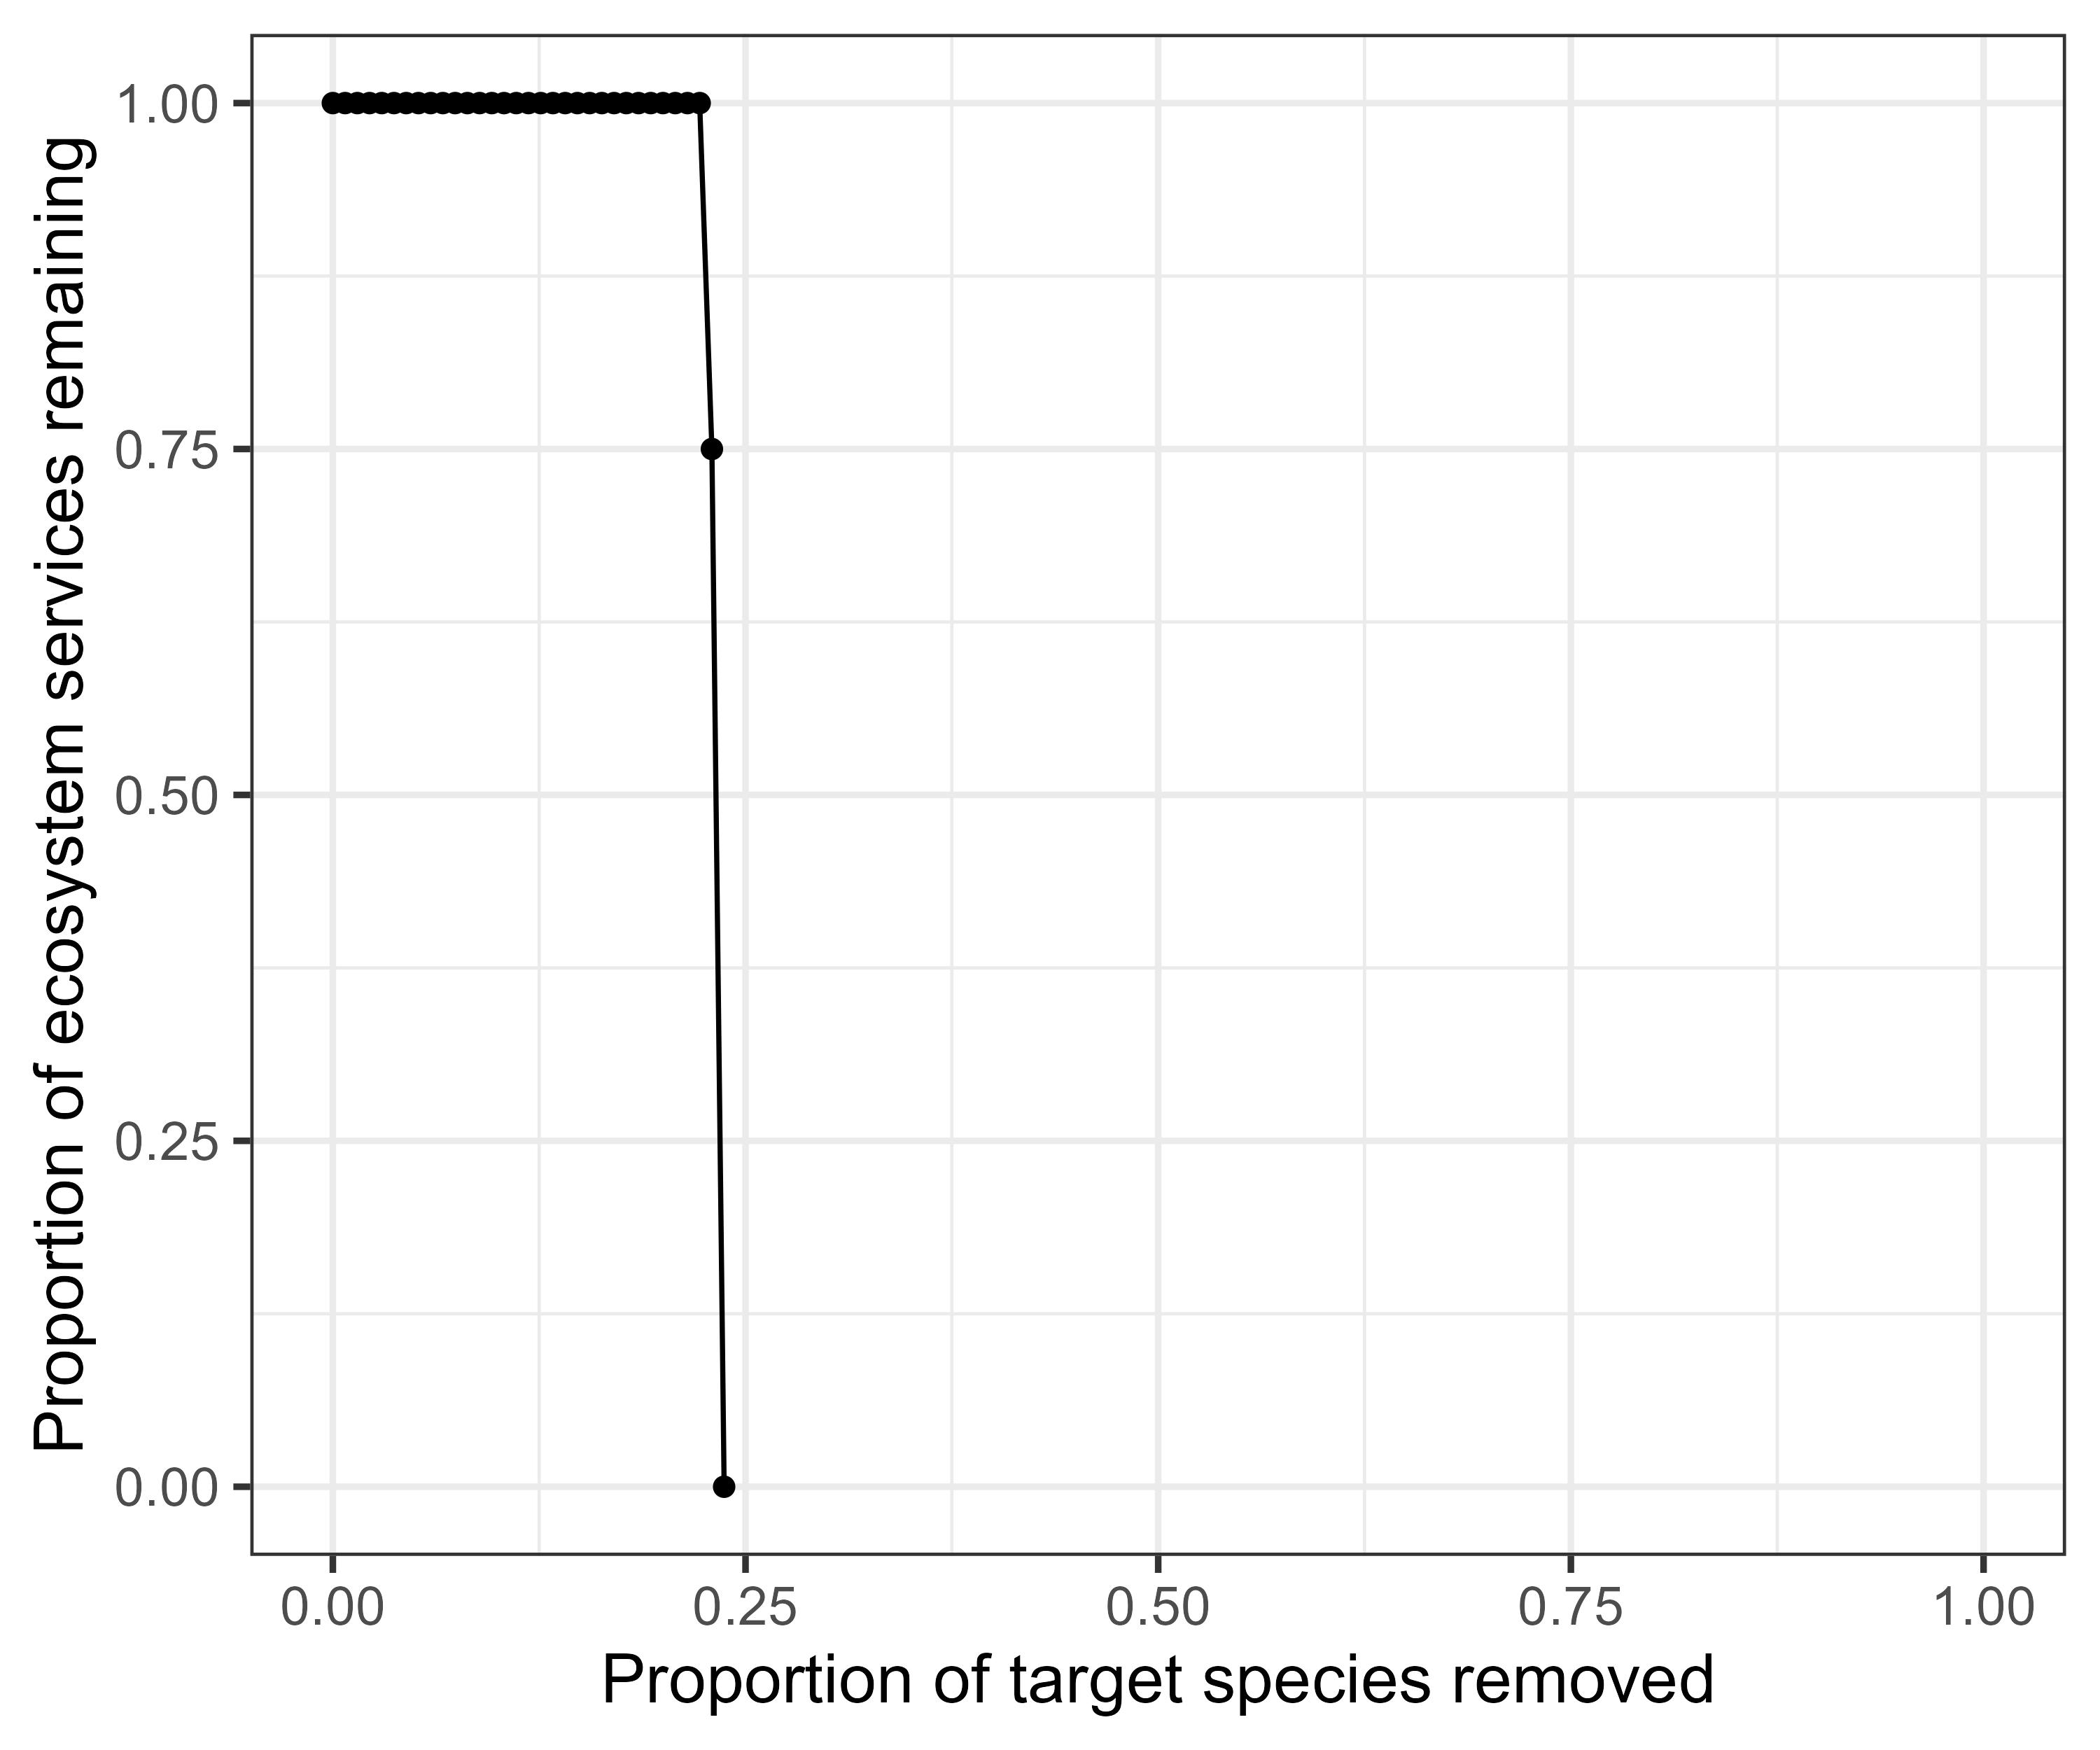 Proportion of ecosystem services remaining
1.00
0.75
0.50
0.25
0.00
0.00 0.25 0.50 0.75 1.00
Proportion of target species removed